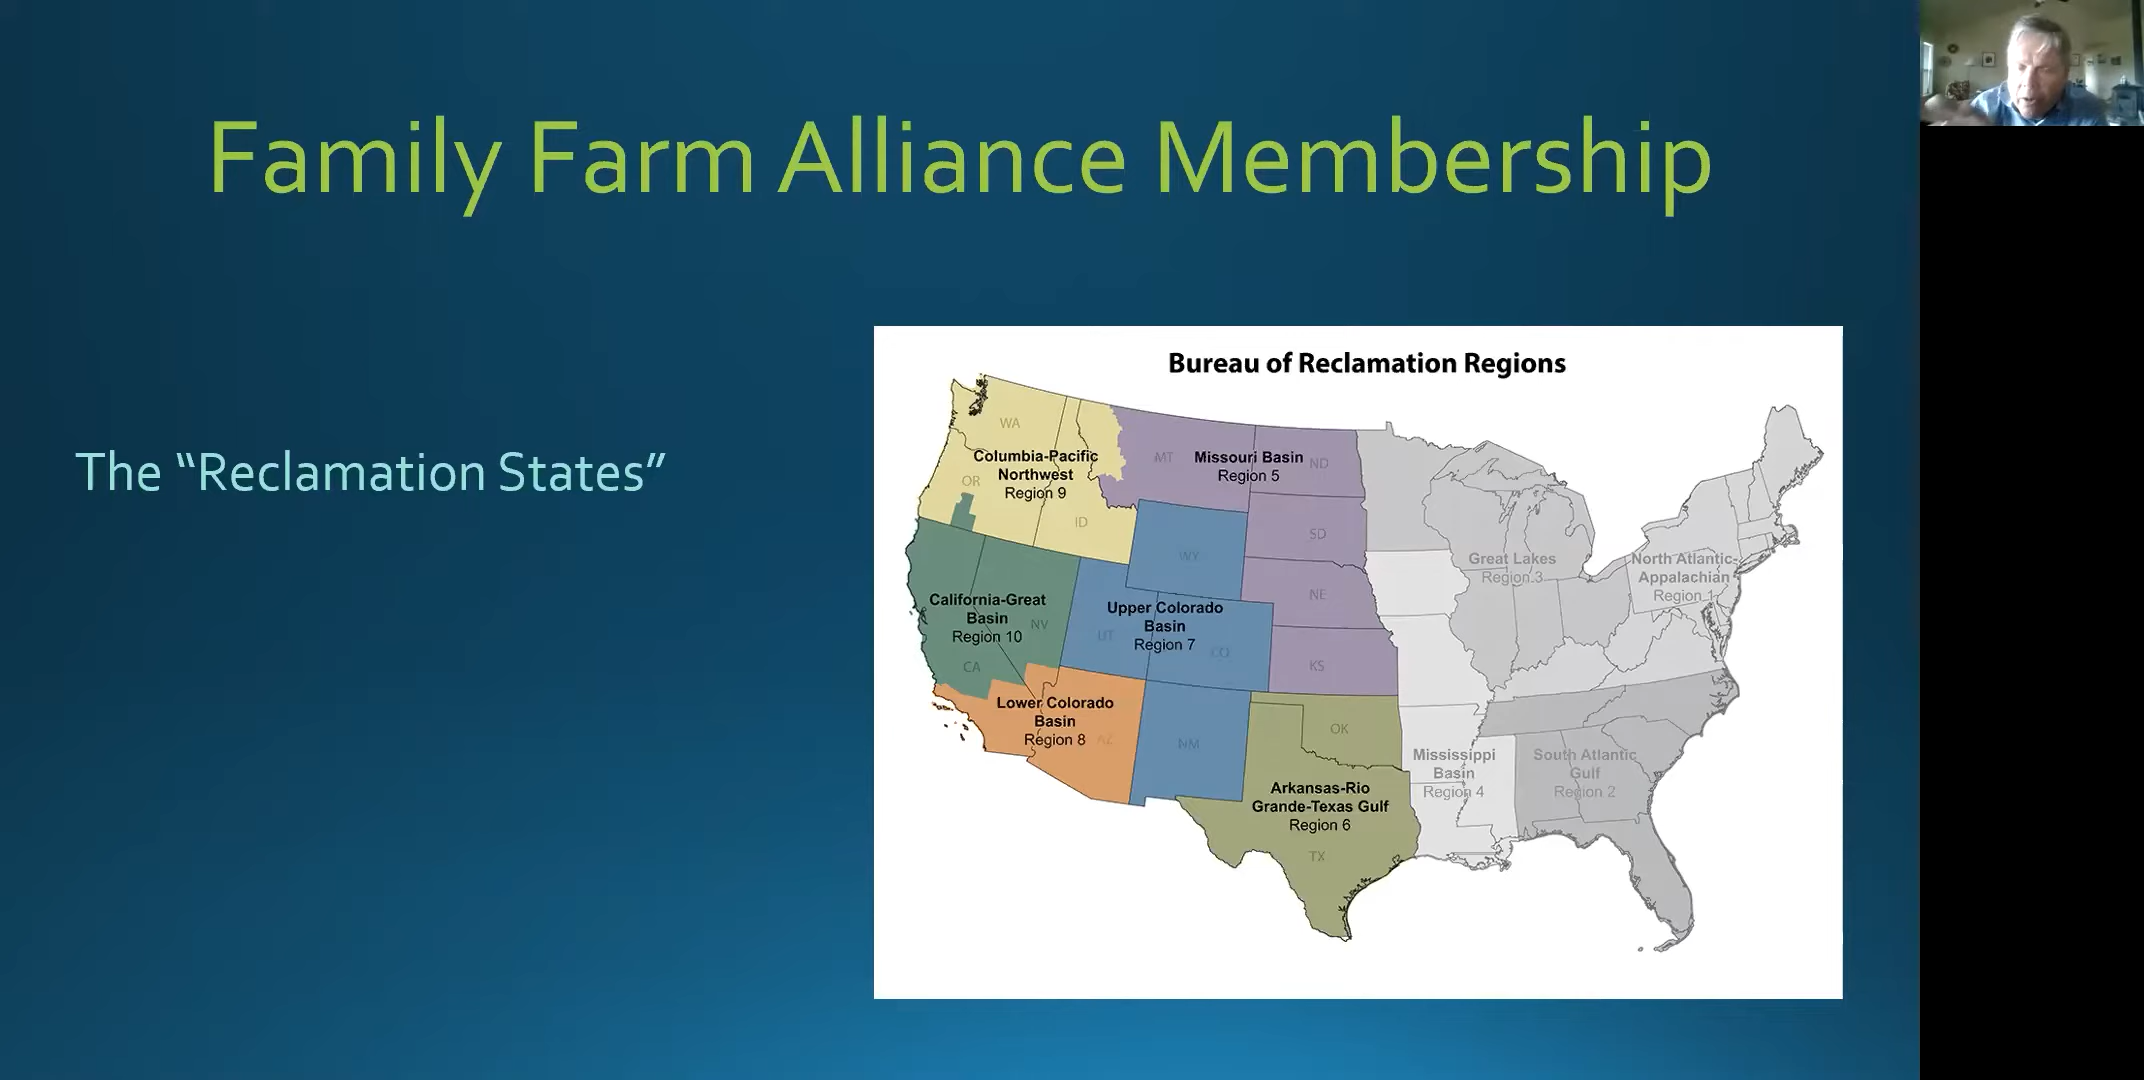 Family Farm Alliance Membership
The “Reclamation States”
Bureau of Reclamation Regions
WA
Columbia-Pacific
Northwest
Region 9
OR
ID
MT
Missouri Basin
Region 5
ND
SD
WY
NE
KS
California-Great
Basin
Region 10
NV
CA
Upper Colorado
Basin
Region 7
UT
CO
Lower Colorado
Basin
Region 8
AZ
NM
OK
Arkansas-Rio
Grande-Texas Gulf
Region 6
TX
Great Lakes
Region 3
North Atlantic-
Appalachian
Region 1
Mississippi
Basin
Region 4
South Atlantic
Gulf
Region 2